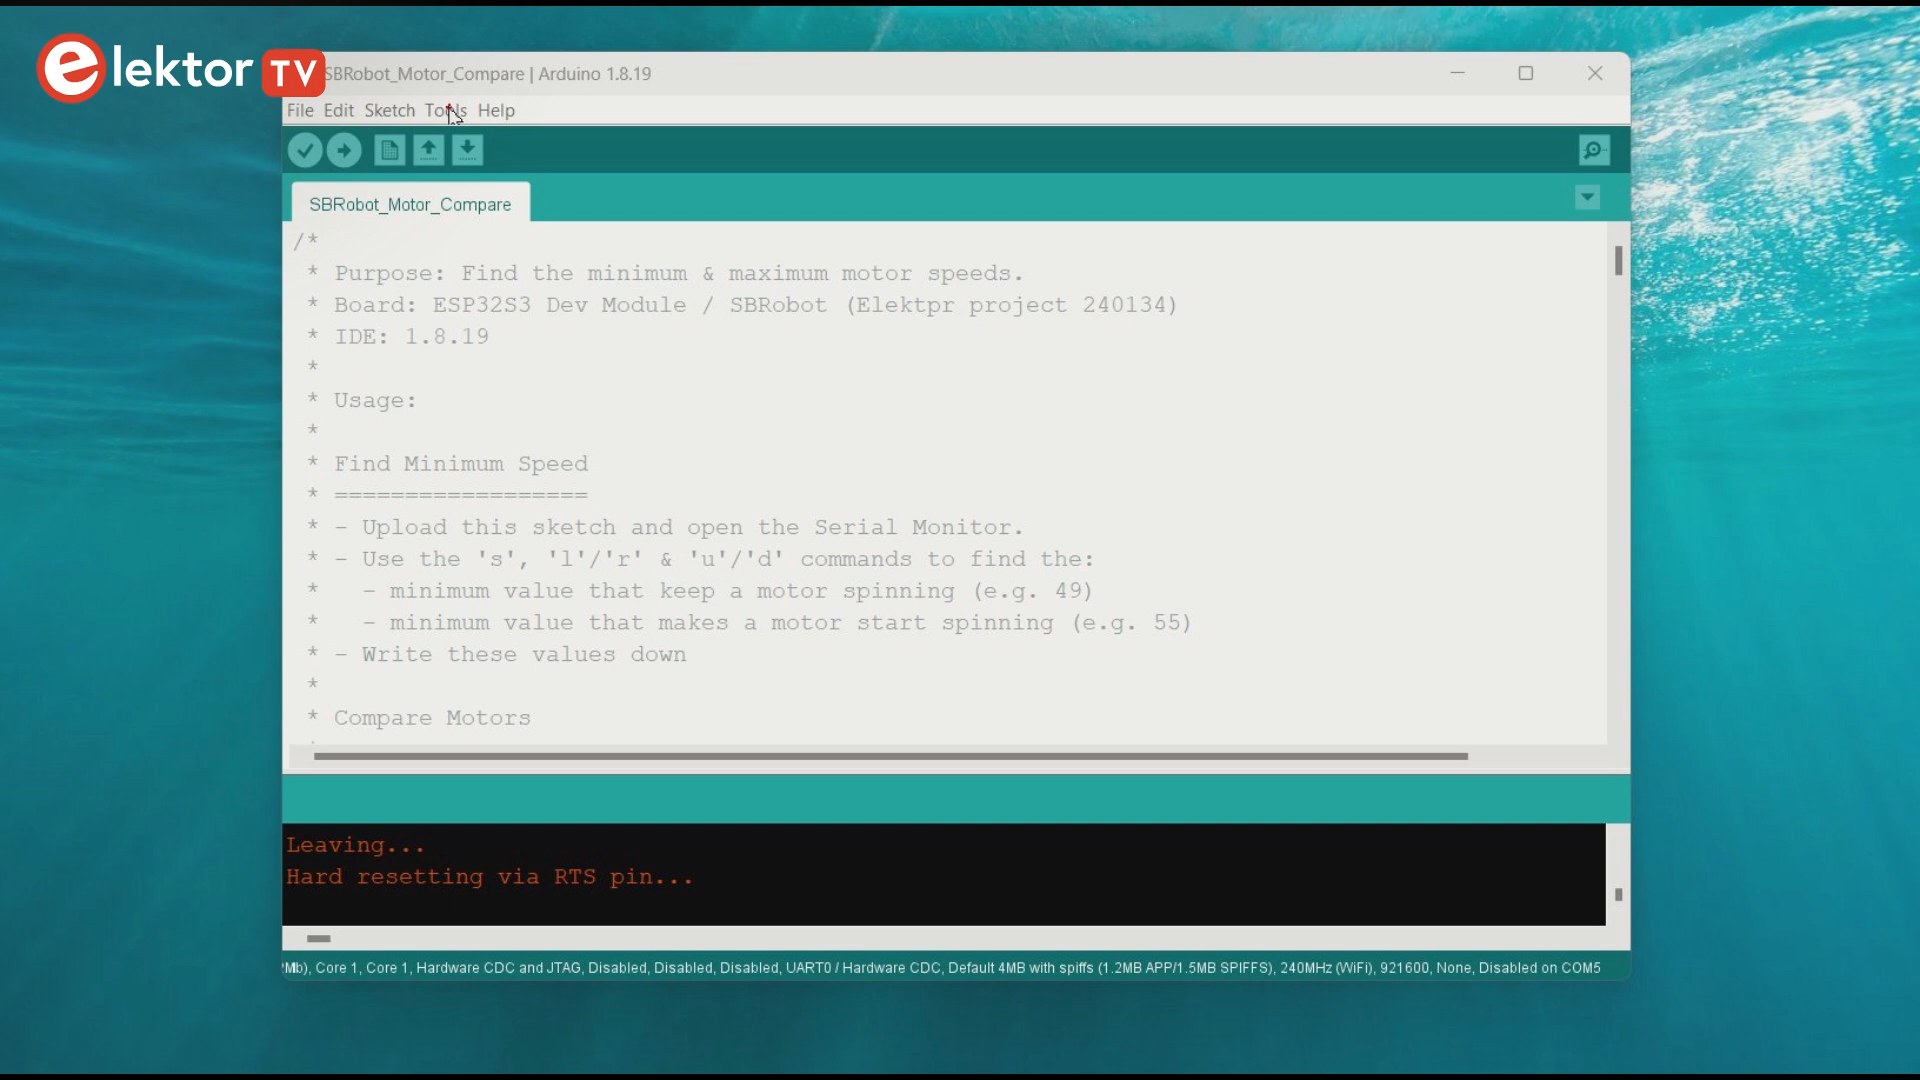 elektor TV
SBRobot_Motor_Compare | Arduino 1.8.19
File Edit Sketch Tools Help
SBRobot_Motor_Compare
/*
* Purpose: Find the minimum & maximum motor speeds.
* Board: ESP32S3 Dev Module / SBRobot (Elektpr project 240134)
* IDE: 1.8.19
*
* Usage:
*
* Find Minimum Speed
* ==================
* - Upload this sketch and open the Serial Monitor.
* - Use the 's', 'l'/'r' & 'u'/'d' commands to find the:
*   - minimum value that keep a motor spinning (e.g. 49)
*   - minimum value that makes a motor start spinning (e.g. 55)
* - Write these values down
*
* Compare Motors
Leaving...
Hard resetting via RTS pin...
Mb), Core 1, Core 1, Hardware CDC and JTAG, Disabled, Disabled, Disabled, UART0 / Hardware CDC, Default 4MB with spiffs (1.2MB APP/1.5MB SPIFFS), 240MHz (WiFi), 921600, None, Disabled on COM5